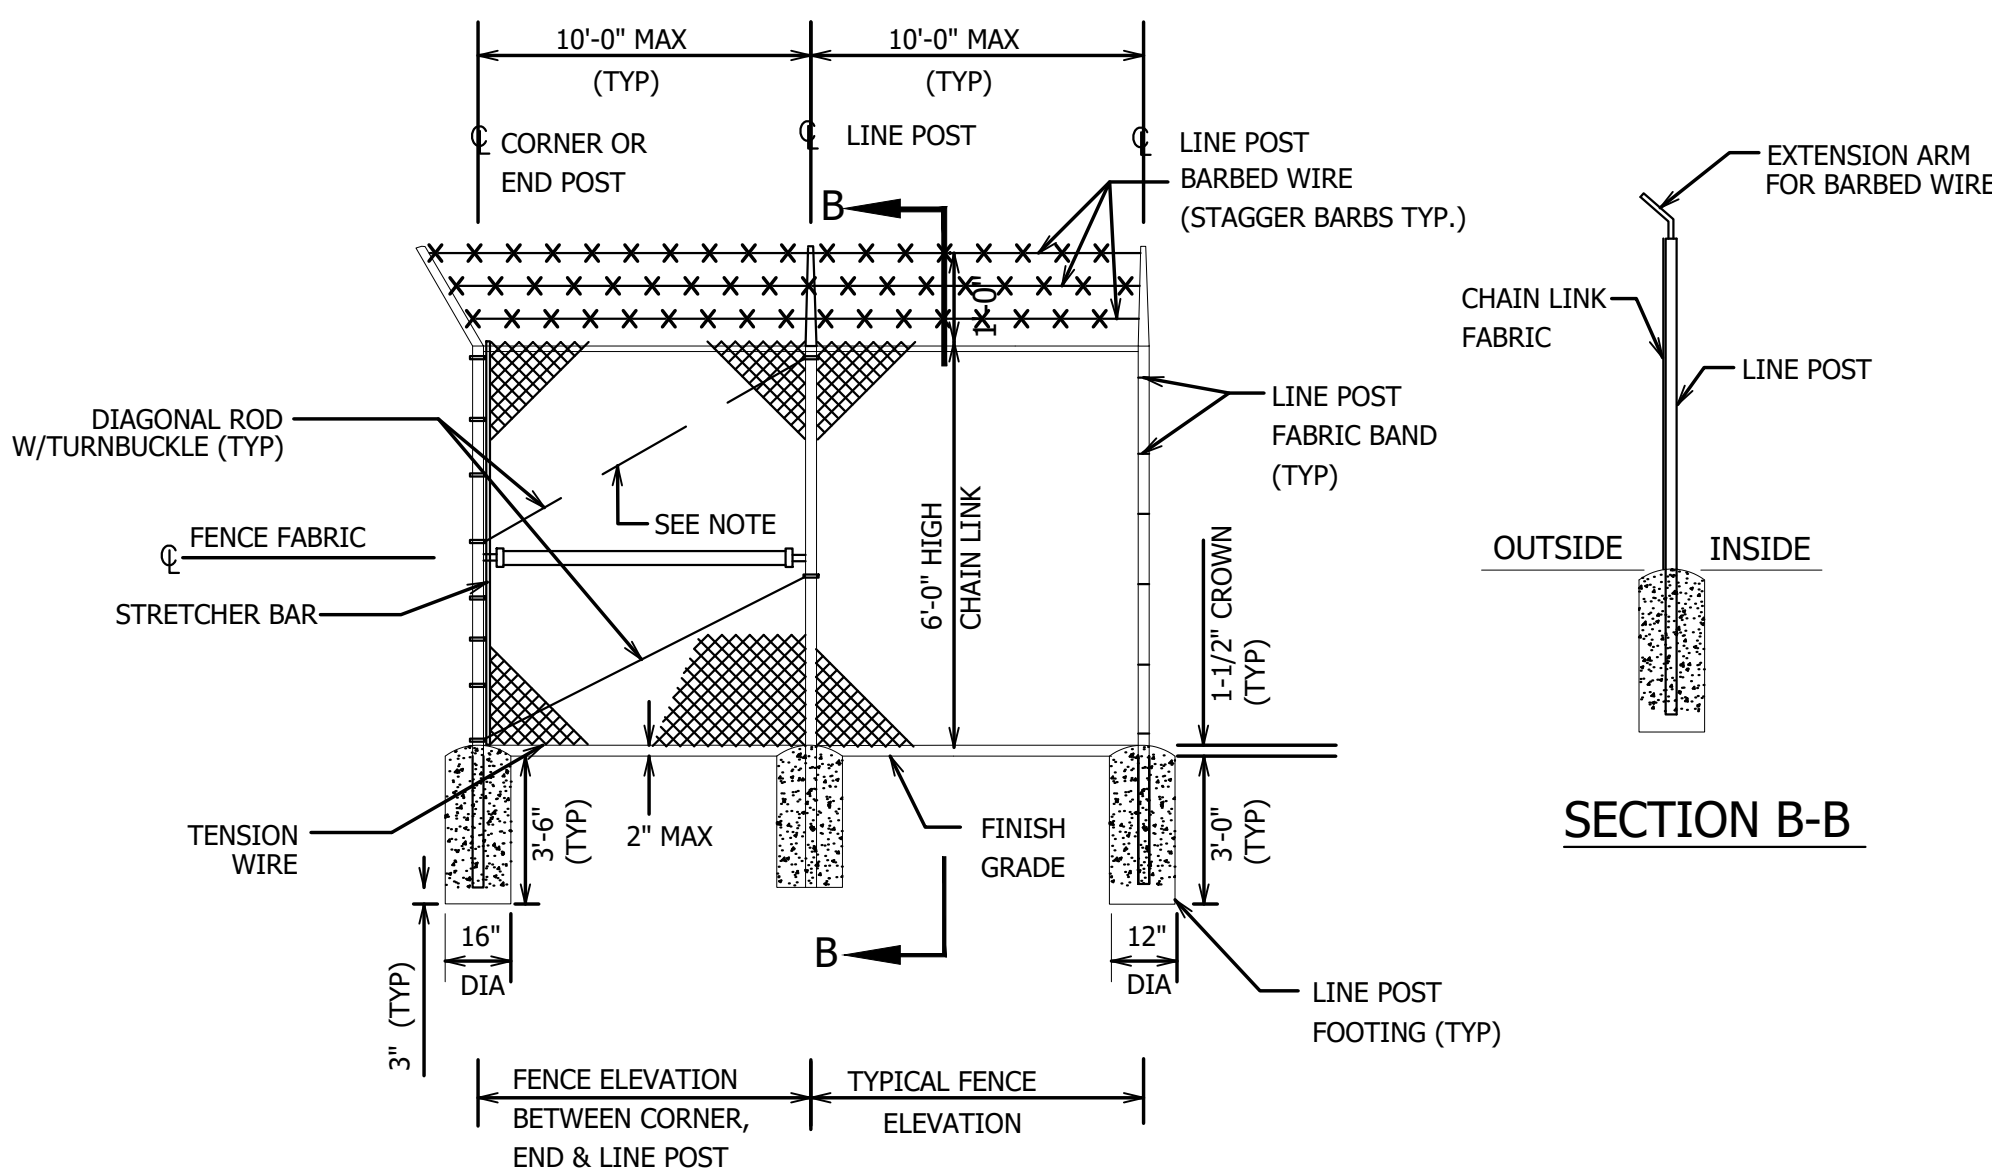 10'-0" MAX
(TYP)
10'-0" MAX
(TYP)
℄ CORNER OR
END POST
℄ LINE POST
℄ LINE POST
BARBED WIRE
(STAGGER BARBS TYP.)
B
1'-0"
DIAGONAL ROD
W/TURNBUCKLE (TYP)
SEE NOTE
℄ FENCE FABRIC
STRETCHER BAR
6'-0" HIGH
CHAIN LINK
LINE POST
FABRIC BAND
(TYP)
1-1/2" CROWN
(TYP)
TENSION
WIRE
3'-6"
(TYP)
2" MAX
FINISH
GRADE
3'-0"
(TYP)
3" (TYP)
16"
DIA
B
12"
DIA
LINE POST
FOOTING (TYP)
FENCE ELEVATION
BETWEEN CORNER,
END & LINE POST
TYPICAL FENCE
ELEVATION
EXTENSION ARM
FOR BARBED WIRE
CHAIN LINK
FABRIC
LINE POST
OUTSIDE
INSIDE
SECTION B-B